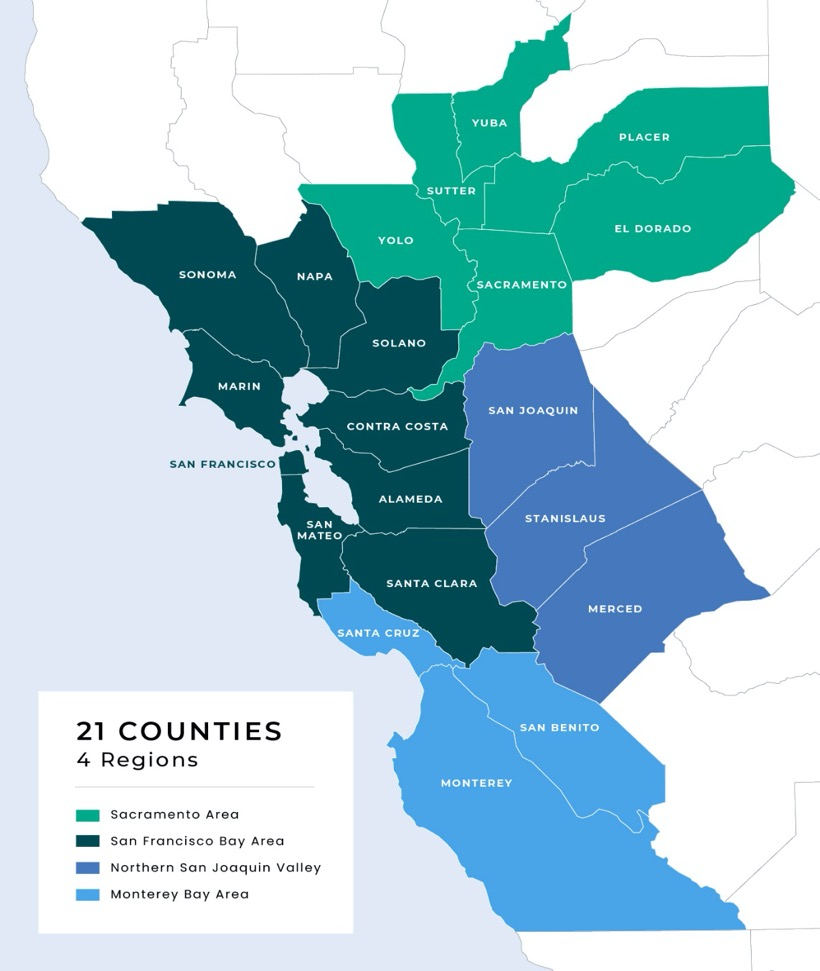 YUBA
PLACER
SUTTER
EL DORADO
YOLO
SONOMA
NAPA
SACRAMENTO
SOLANO
MARIN
SAN JOAQUIN
CONTRA COSTA
SAN FRANCISCO
ALAMEDA
STANISLAUS
SAN
MATEO
SANTA CLARA
MERCED
SANTA CRUZ
SAN BENITO
MONTEREY
21 COUNTIES
4 Regions
Sacramento Area
San Francisco Bay Area
Northern San Joaquin Valley
Monterey Bay Area